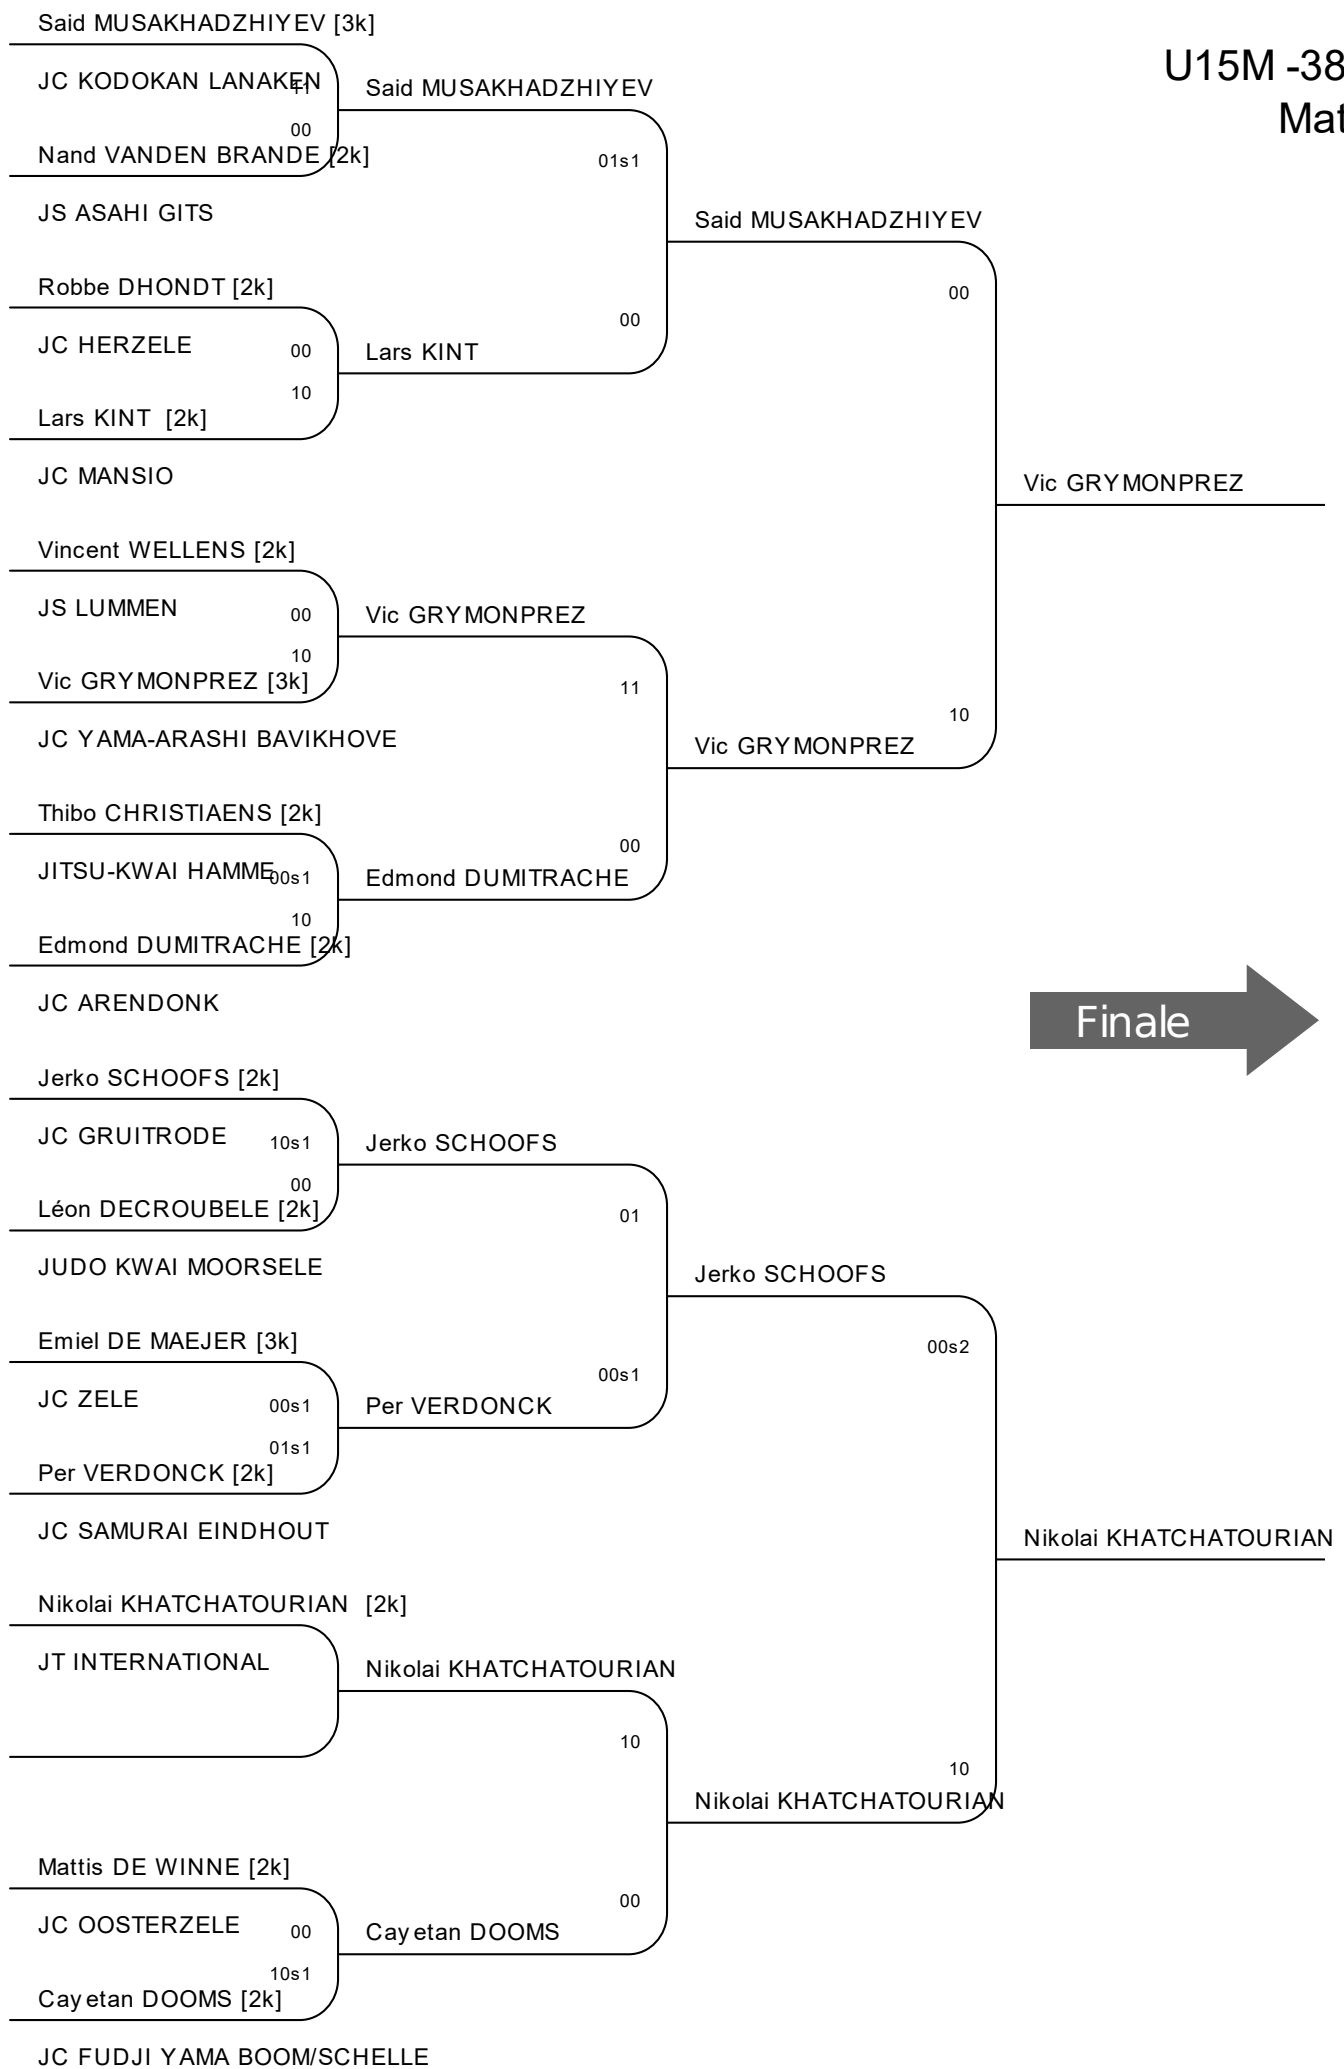 Said MUSAKHADZHIYEV [3k]
JC KODOKAN LANAKEN
11
00
Nand VANDEN BRANDE [2k]
JS ASAHI GITS
Robbe DHONDT [2k]
JC HERZELE
00
10
Lars KINT [2k]
JC MANSIO
Vincent WELLENS [2k]
JS LUMMEN
00
10
Vic GRYMONPREZ [3k]
JC YAMA-ARASHI BAVIKHOVE
Thibo CHRISTIAENS [2k]
JITSU-KWAI HAMME
00s1
10
Edmond DUMITRACHE [2k]
JC ARENDONK
Jerko SCHOOFS [2k]
JC GRUITRODE
10s1
00
Léon DECROUBELE [2k]
JUDO KWAI MOORSELE
Emiel DE MAEJER [3k]
JC ZELE
00s1
01s1
Per VERDONCK [2k]
JC SAMURAI EINDHOUT
Nikolai KHATCHATOURIAN [2k]
JT INTERNATIONAL
Mattis DE WINNE [2k]
JC OOSTERZELE
00
10s1
Cayetan DOOMS [2k]
JC FUDJI YAMA BOOM/SCHELLE
Said MUSAKHADZHIYEV
01s1
00
Lars KINT
Vic GRYMONPREZ
11
00
Edmond DUMITRACHE
Jerko SCHOOFS
01
00s1
Per VERDONCK
Nikolai KHATCHATOURIAN
10
00
Cayetan DOOMS
Said MUSAKHADZHIYEV
00
10
Vic GRYMONPREZ
Jerko SCHOOFS
00s2
10
Nikolai KHATCHATOURIAN
U15M -38
Mat
Vic GRYMONPREZ
Finale
Nikolai KHATCHATOURIAN